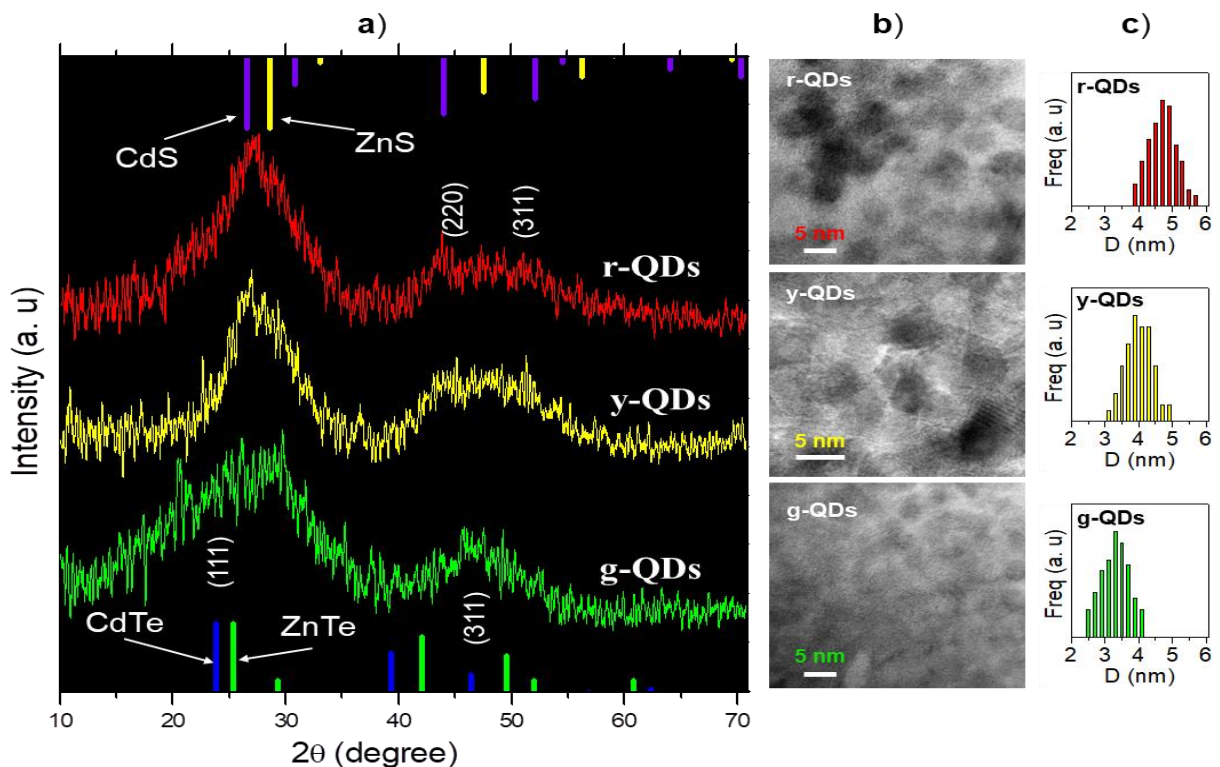 a)
b)
c)
CdS
ZnS
(220)
(311)
r-QDs
y-QDs
(111)
g-QDs
CdTe
ZnTe
(311)
Intensity (a. u)
10
20
30
40
50
60
70
2θ (degree)
r-QDs
5 nm
y-QDs
5 nm
g-QDs
5 nm
r-QDs
Freq (a. u)
2 3 4 5 6
D (nm)
y-QDs
Freq (a. u)
2 3 4 5 6
D (nm)
g-QDs
Freq (a. u)
2 3 4 5 6
D (nm)